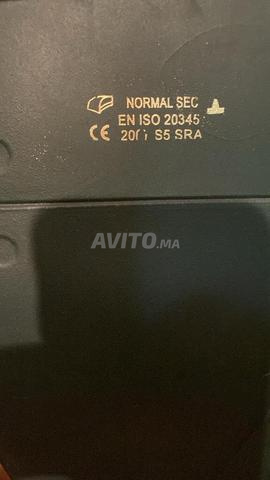 NORMAL SEC
EN ISO 20345
CE S5 SRA
AVITO.MA